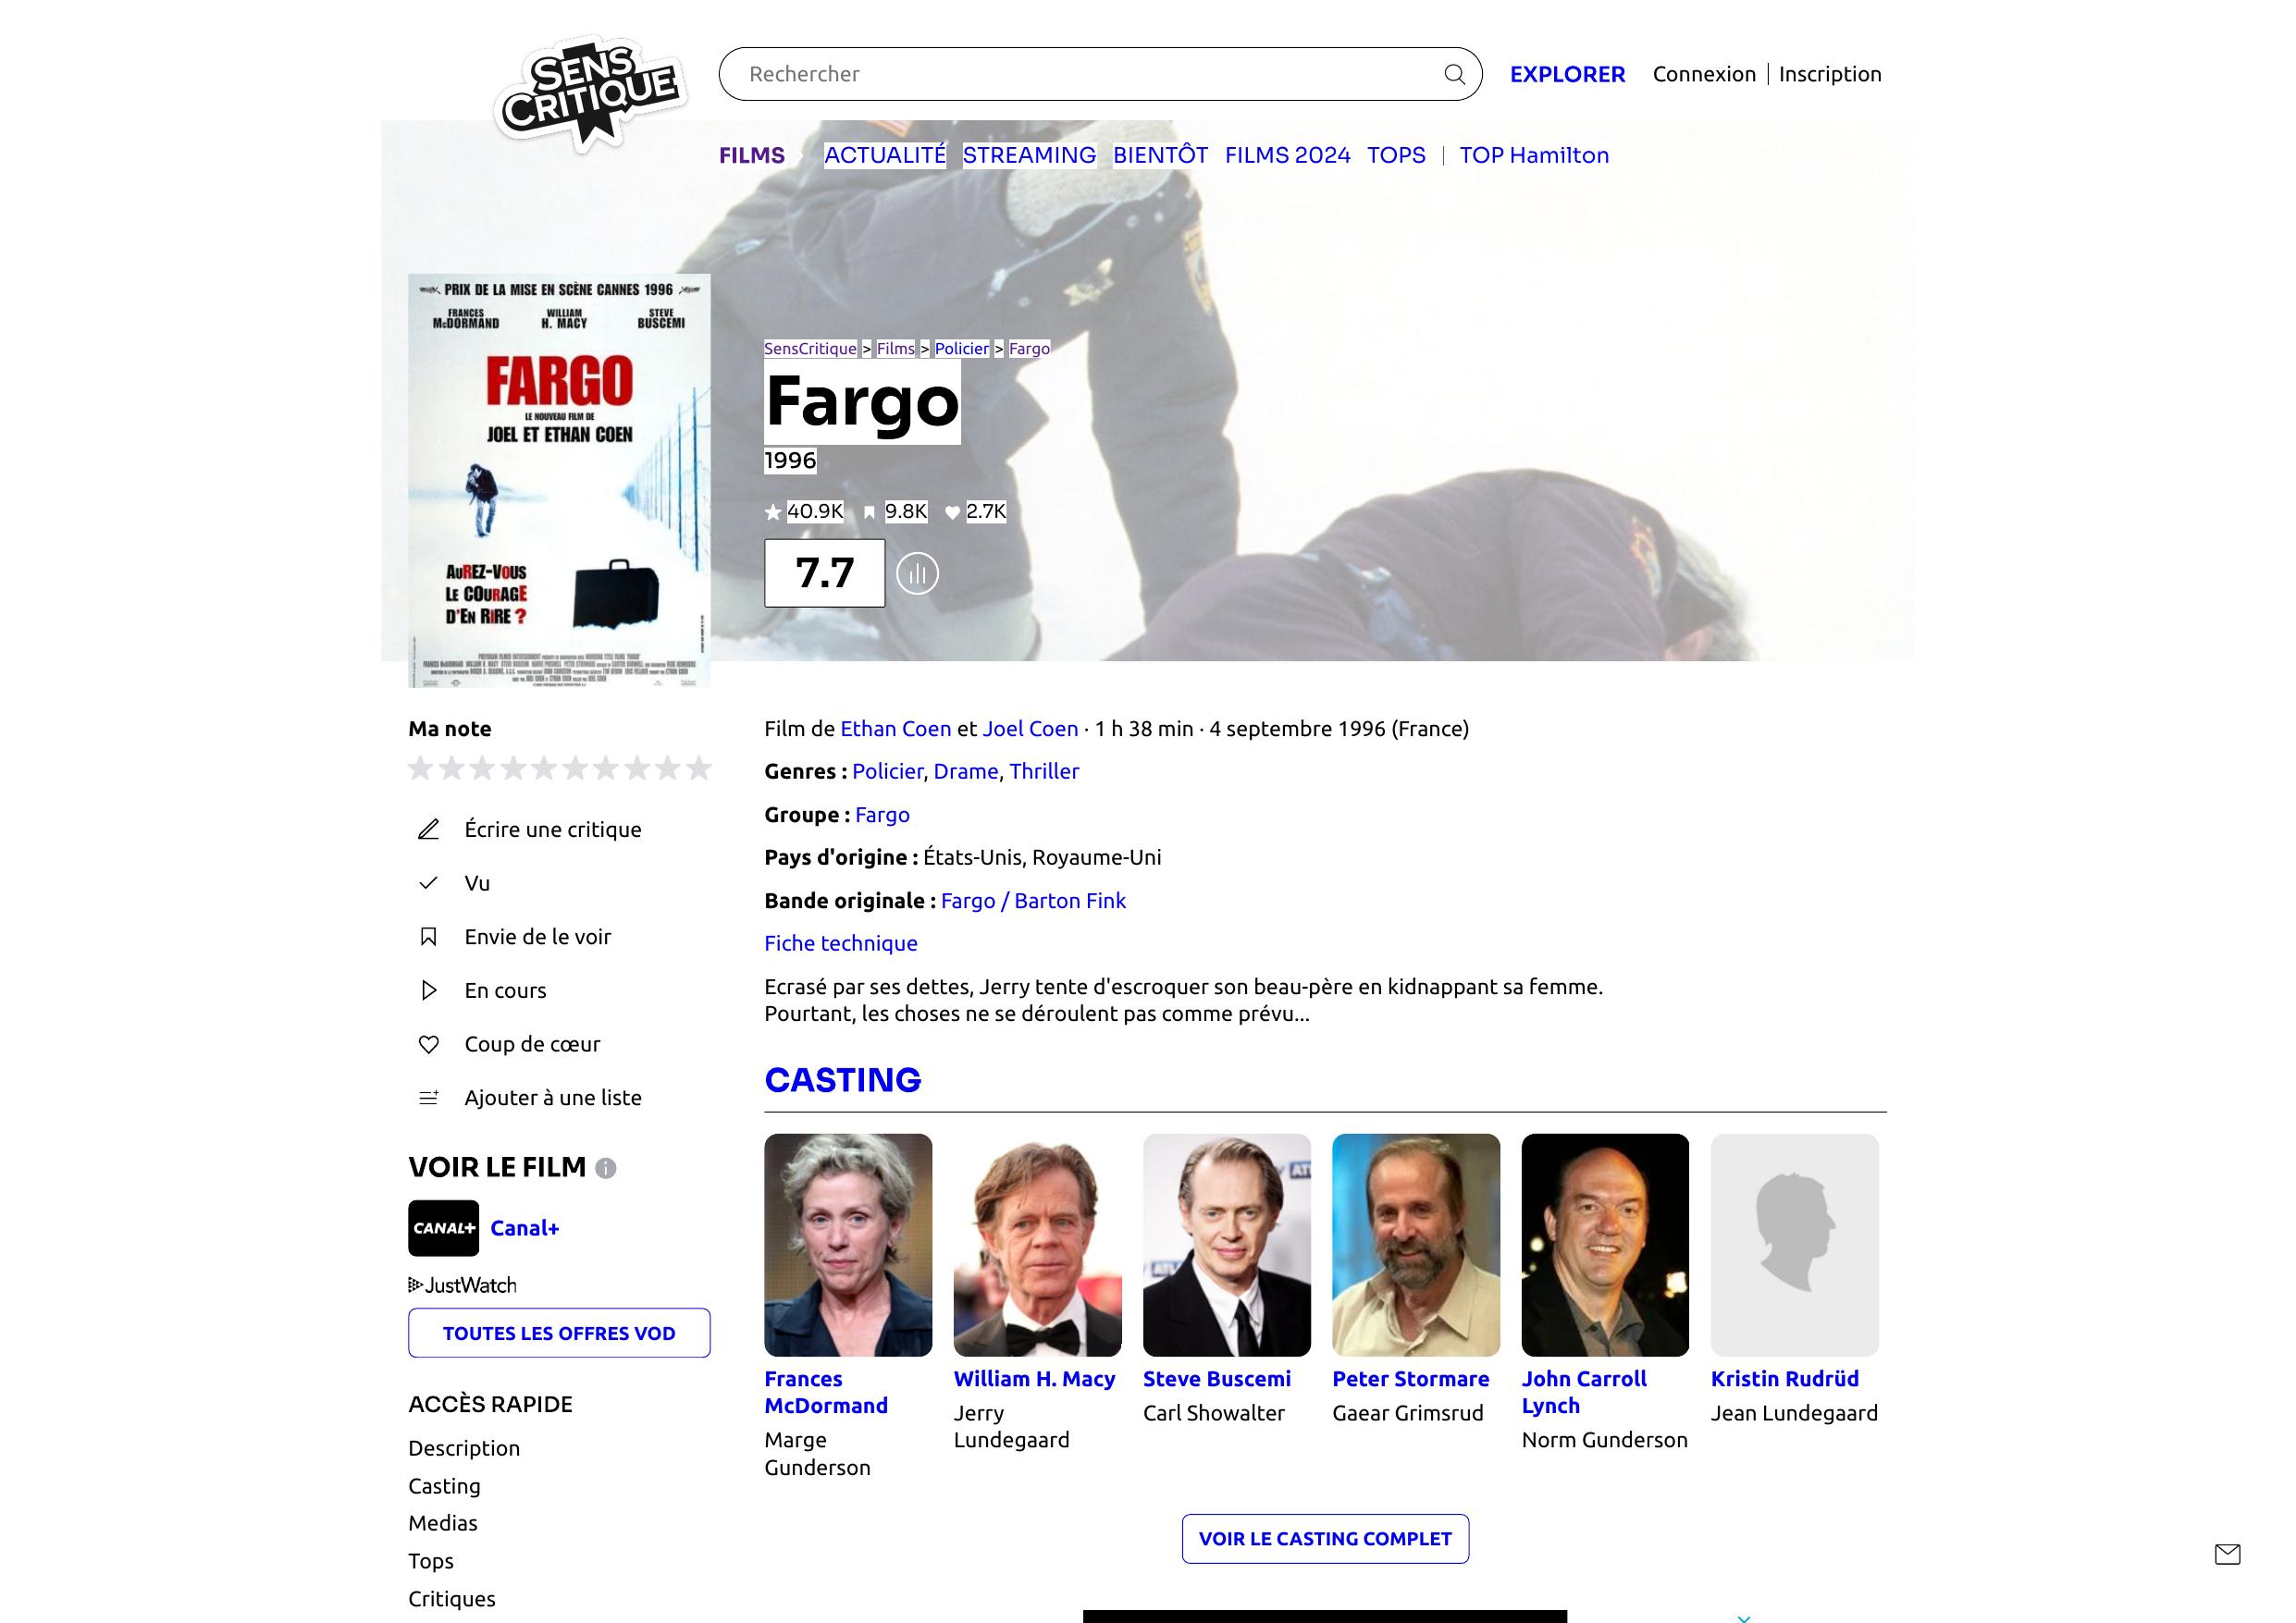 SENS
CRITIQUE
Rechercher
EXPLORER
Connexion | Inscription
FILMS
ACTUALITÉ
STREAMING
BIENTÔT
FILMS 2024
TOPS
| TOP Hamilton
PRIX DE LA MISE EN SCÈNE CANNES 1996
FRANCES McDORMAND
WILLIAM H. MACY
STEVE BUSCEMI
FARGO
LE NOUVEAU FILM DE
JOEL ET ETHAN COEN
AuREZ-VOUS
LE COURAGE
D'EN RIRE ?
SensCritique > Films > Policier > Fargo
Fargo
1996
40.9K
9.8K
2.7K
7.7
Ma note
Écrire une critique
Vu
Envie de le voir
En cours
Coup de cœur
Ajouter à une liste
VOIR LE FILM
CANAL+
Canal+
JustWatch
TOUTES LES OFFRES VOD
ACCÈS RAPIDE
Description
Casting
Medias
Tops
Critiques
Film de Ethan Coen et Joel Coen · 1 h 38 min · 4 septembre 1996 (France)
Genres : Policier, Drame, Thriller
Groupe : Fargo
Pays d'origine : États-Unis, Royaume-Uni
Bande originale : Fargo / Barton Fink
Fiche technique
Ecrasé par ses dettes, Jerry tente d'escroquer son beau-père en kidnappant sa femme.
Pourtant, les choses ne se déroulent pas comme prévu...
CASTING
Frances
McDormand
Marge
Gunderson
William H. Macy
Jerry
Lundegaard
Steve Buscemi
Carl Showalter
Peter Stormare
Gaear Grimsrud
John Carroll
Lynch
Norm Gunderson
Kristin Rudrüd
Jean Lundegaard
VOIR LE CASTING COMPLET